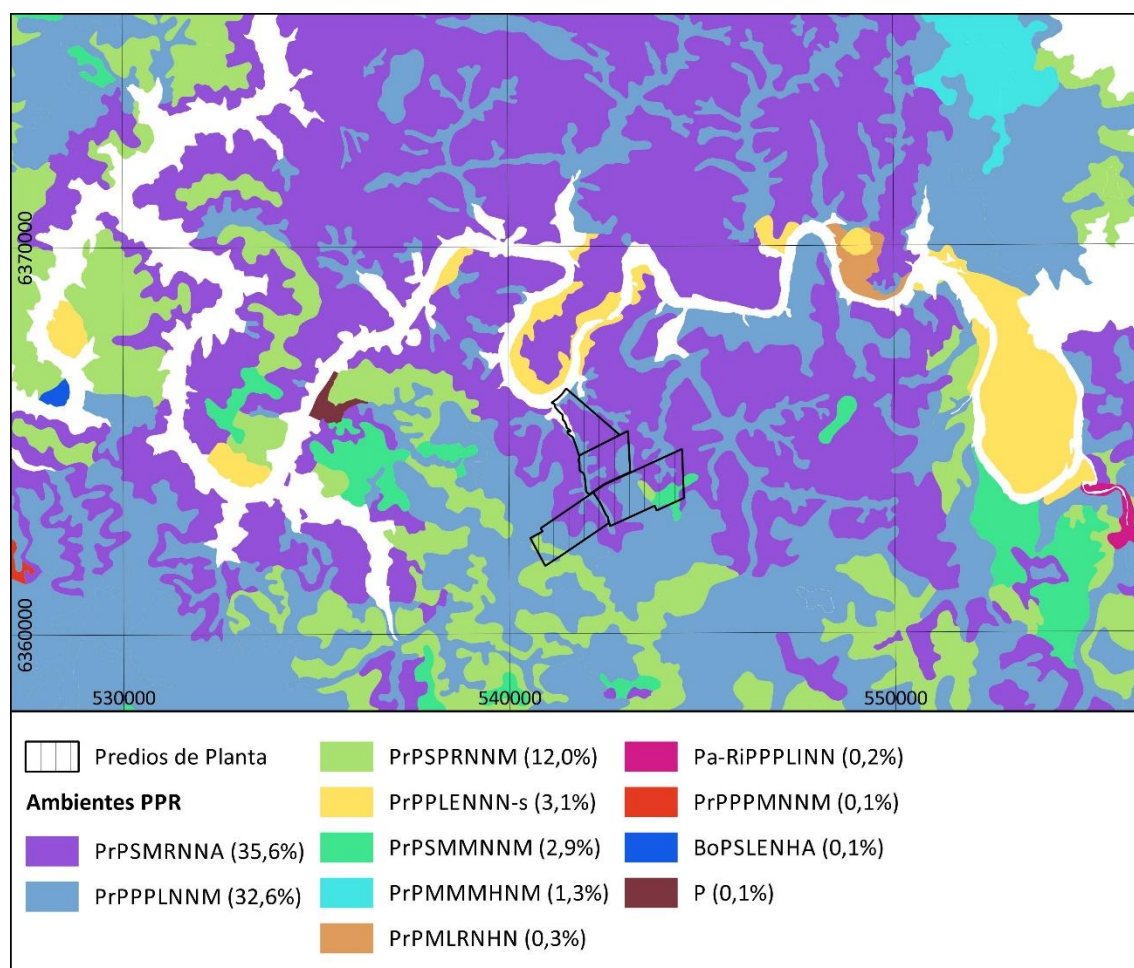 6370000
6360000
530000
540000
550000
Predios de Planta
Ambientes PPR
PrPSMRNNA (35,6%)
PrPPPLNNM (32,6%)
PrPSPRNNM (12,0%)
PrPPLENNN-s (3,1%)
PrPSMMNNM (2,9%)
PrPMMMHNM (1,3%)
PrPMLRNHN (0,3%)
Pa-RiPPPLINN (0,2%)
PrPPPMNNM (0,1%)
BoPSLENHA (0,1%)
P (0,1%)